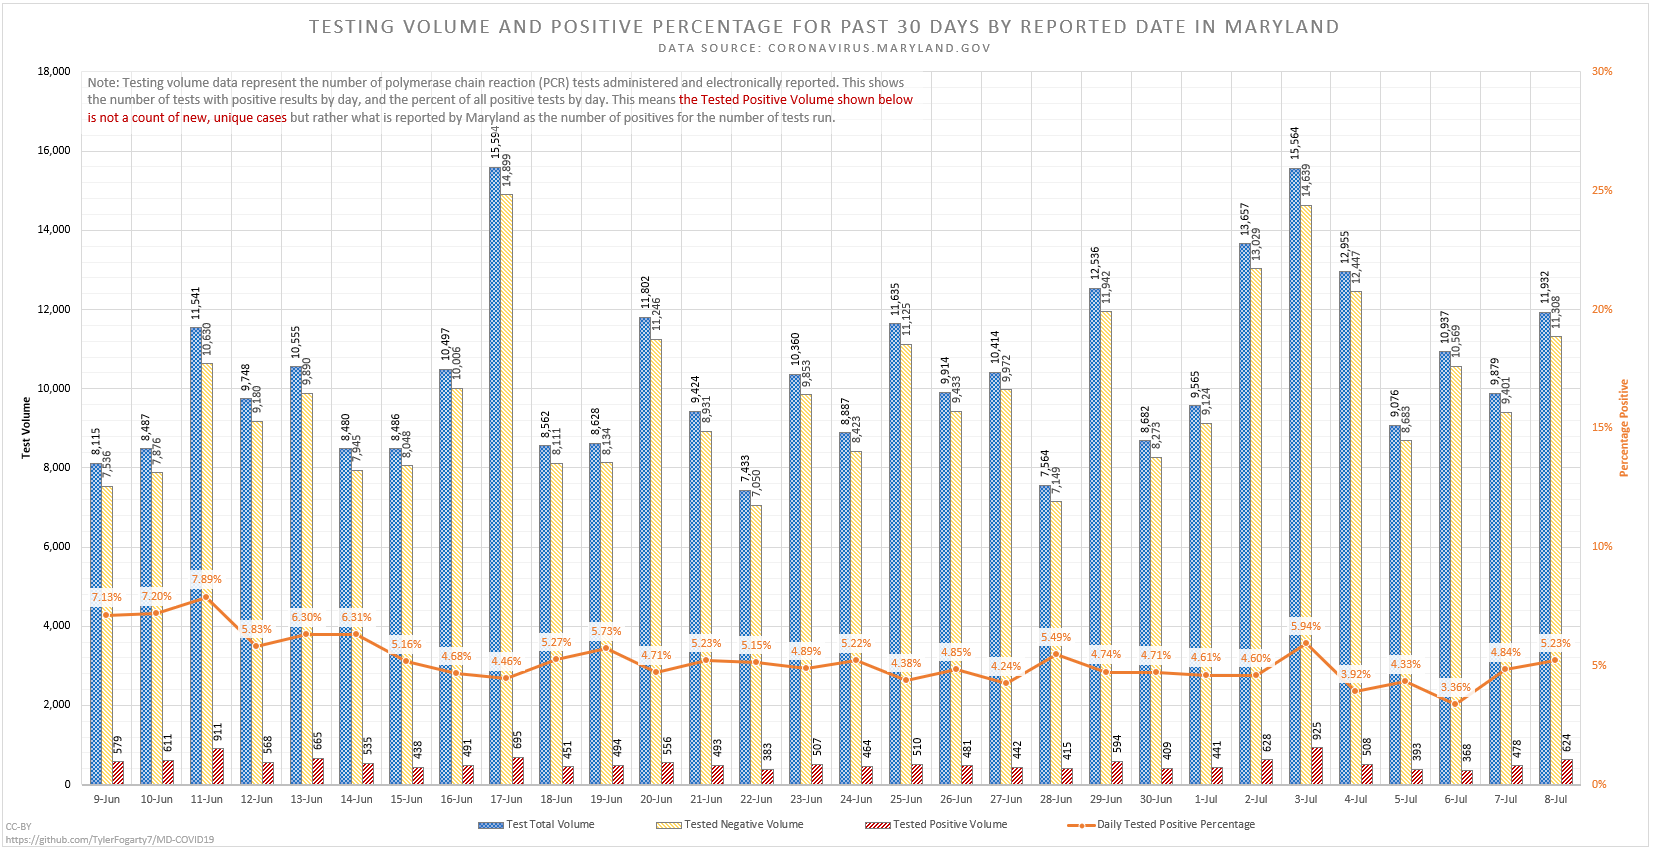 TESTING VOLUME AND POSITIVE PERCENTAGE FOR PAST 30 DAYS BY REPORTED DATE IN MARYLAND
DATA SOURCE: CORONAVIRUS.MARYLAND.GOV
Note: Testing volume data represent the number of polymerase chain reaction (PCR) tests administered and electronically reported. This shows
the number of tests with positive results by day, and the percent of all positive tests by day. This means the Tested Positive Volume shown below
is not a count of new, unique cases but rather what is reported by Maryland as the number of positives for the number of tests run.
Test Volume
18,000
16,000
14,000
12,000
10,000
8,000
6,000
4,000
2,000
0
Percentage Positive
30%
25%
20%
15%
10%
5%
0%
8,115 7,536 7.13% 579
8,487 7,876 7.20% 611
11,541 10,630 7.89% 911
9,748 9,180 5.83% 568
10,555 9,890 6.30% 665
8,480 7,945 6.31% 535
8,486 8,048 5.16% 438
10,497 10,006 4.68% 491
15,594 14,899 4.46% 695
8,562 8,111 5.27% 451
8,628 8,134 5.73% 494
11,802 11,246 4.71% 556
9,424 8,931 5.23% 493
7,433 7,050 5.15% 383
10,360 9,853 4.89% 507
8,887 8,423 5.22% 464
11,635 11,125 4.38% 510
9,914 9,433 4.85% 481
10,414 9,972 4.24% 442
7,564 7,149 5.49% 415
12,536 11,942 4.74% 594
8,682 8,273 4.71% 409
9,565 9,124 4.61% 441
13,657 13,029 4.60% 628
15,564 14,639 5.94% 925
12,955 12,447 3.92% 508
9,076 8,683 4.33% 393
10,937 10,569 3.36% 368
9,879 9,401 4.84% 478
11,932 11,308 5.23% 624
9-Jun 10-Jun 11-Jun 12-Jun 13-Jun 14-Jun 15-Jun 16-Jun 17-Jun 18-Jun 19-Jun 20-Jun 21-Jun 22-Jun 23-Jun 24-Jun 25-Jun 26-Jun 27-Jun 28-Jun 29-Jun 30-Jun 1-Jul 2-Jul 3-Jul 4-Jul 5-Jul 6-Jul 7-Jul 8-Jul
Test Total Volume Tested Negative Volume Tested Positive Volume Daily Tested Positive Percentage
CC-BY
https://github.com/TylerFogarty7/MD-COVID19